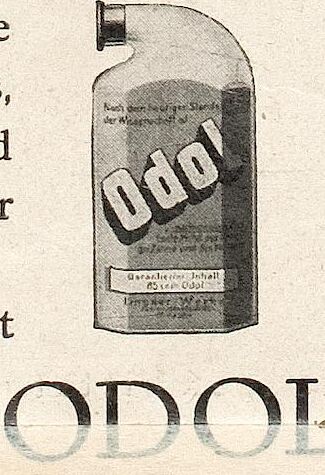 e
s,
d
r
t
Nach dem heutigen Stande
der Wissenschaft ist
Odol
Garantierter Inhalt
85 ccm Odol
Lingner Werke
ODOL